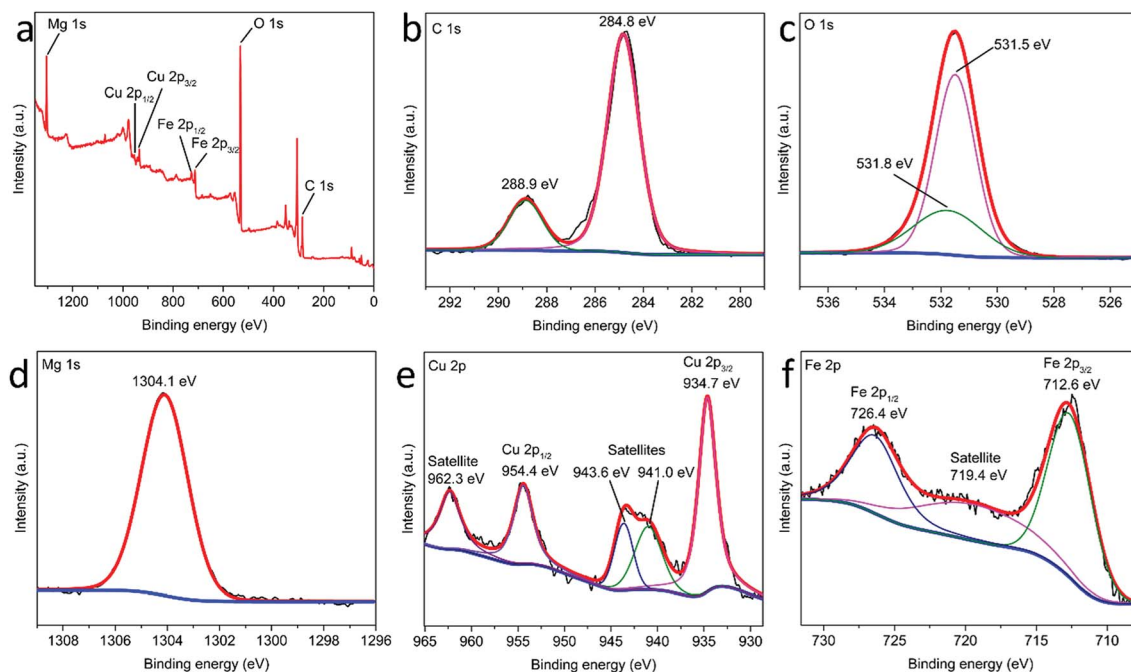 a
Mg 1s
O 1s
Cu 2p3/2
Cu 2p1/2
Fe 2p1/2
Fe 2p3/2
C 1s
Intensity (a.u.)
1200 1000 800 600 400 200 0
Binding energy (eV)
b
C 1s
284.8 eV
288.9 eV
Intensity (a.u.)
292 290 288 286 284 282 280
Binding energy (eV)
c
O 1s
531.5 eV
531.8 eV
Intensity (a.u.)
536 534 532 530 528 526
Binding energy (eV)
d
Mg 1s
1304.1 eV
Intensity (a.u.)
1308 1306 1304 1302 1300 1298 1296
Binding energy (eV)
e
Cu 2p
Cu 2p3/2
934.7 eV
Cu 2p1/2
954.4 eV
Satellites
943.6 eV 941.0 eV
Satellite
962.3 eV
Intensity (a.u.)
965 960 955 950 945 940 935 930
Binding energy (eV)
f
Fe 2p
Fe 2p3/2
712.6 eV
Fe 2p1/2
726.4 eV
Satellite
719.4 eV
Intensity (a.u.)
730 725 720 715 710
Binding energy (eV)